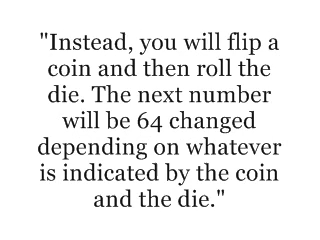 "Instead, you will flip a
coin and then roll the
die. The next number
will be 64 changed
depending on whatever
is indicated by the coin
and the die."